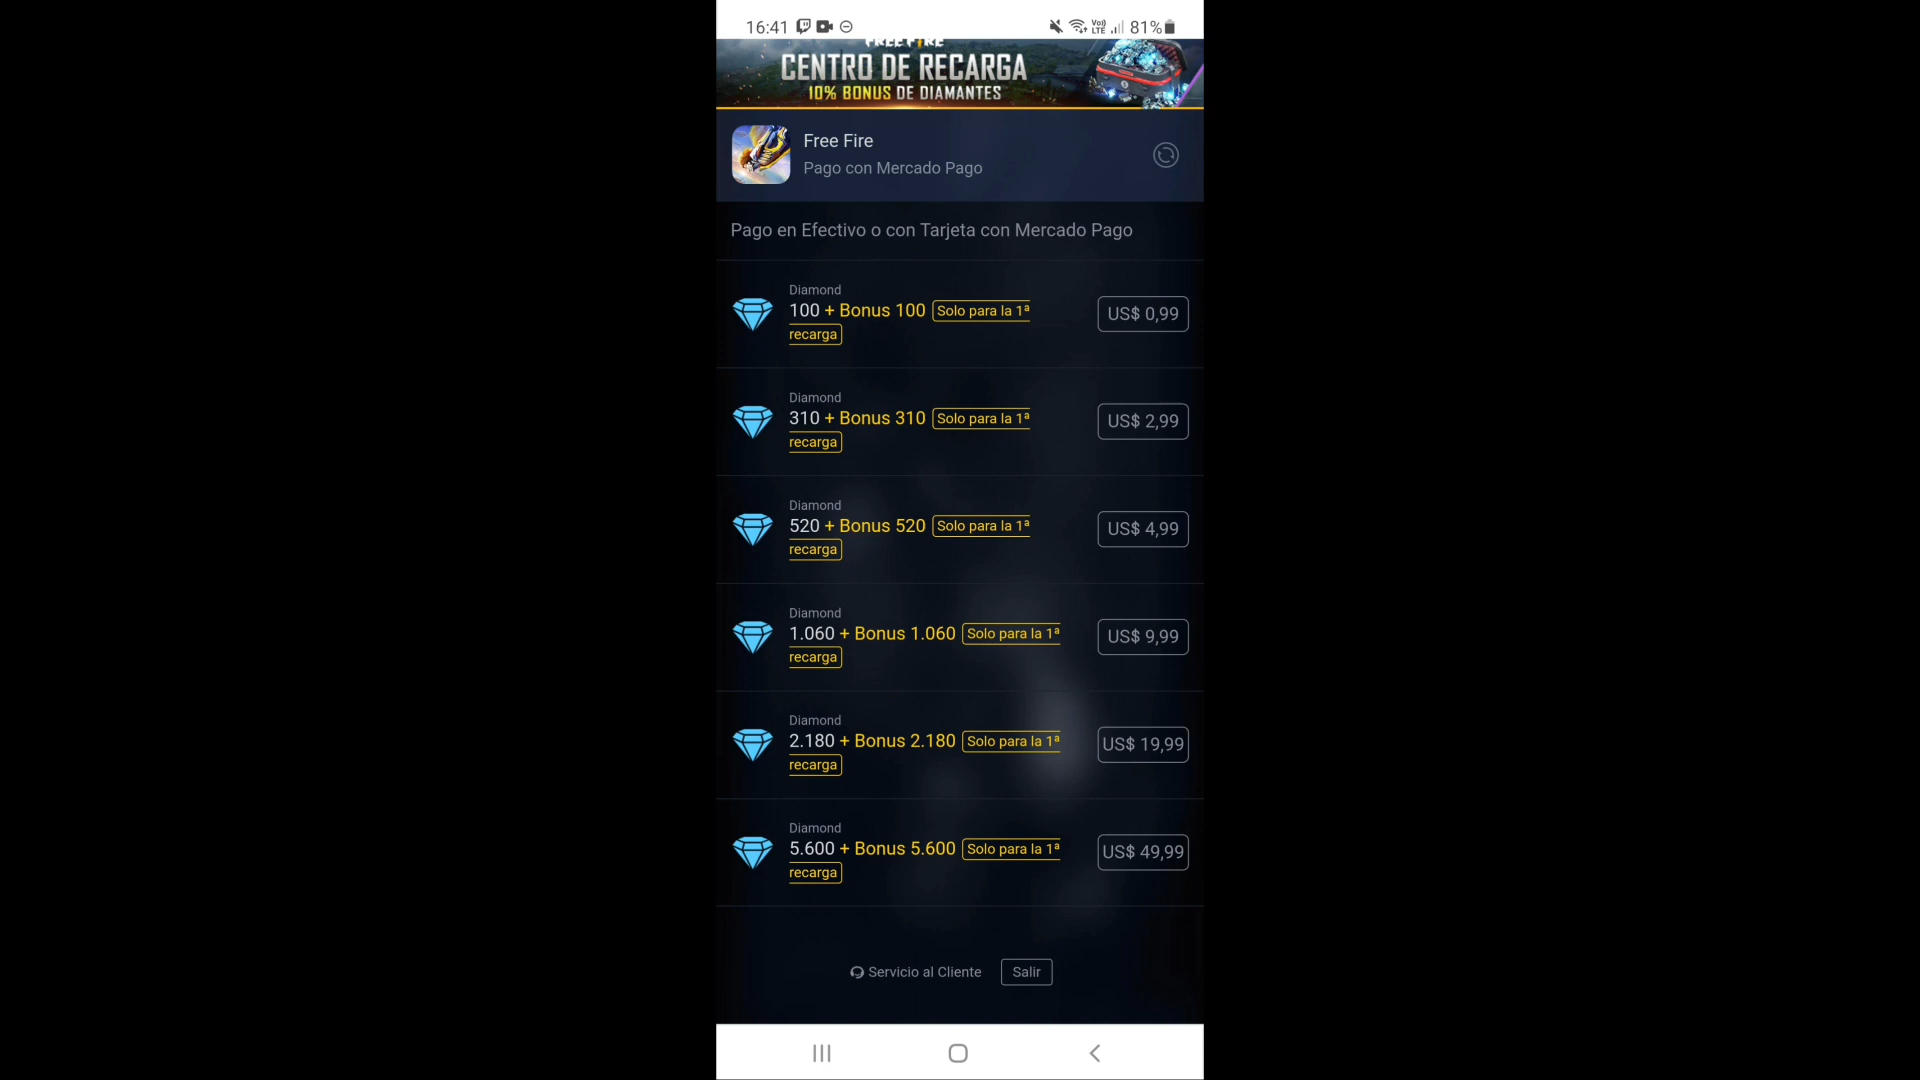 16:41 81%
FREE FIRE
CENTRO DE RECARGA
10% BONUS DE DIAMANTES
Free Fire
Pago con Mercado Pago
Pago en Efectivo o con Tarjeta con Mercado Pago
Diamond
100 + Bonus 100 Solo para la 1ª
recarga
US$ 0,99
Diamond
310 + Bonus 310 Solo para la 1ª
recarga
US$ 2,99
Diamond
520 + Bonus 520 Solo para la 1ª
recarga
US$ 4,99
Diamond
1.060 + Bonus 1.060 Solo para la 1ª
recarga
US$ 9,99
Diamond
2.180 + Bonus 2.180 Solo para la 1ª
recarga
US$ 19,99
Diamond
5.600 + Bonus 5.600 Solo para la 1ª
recarga
US$ 49,99
Servicio al Cliente Salir